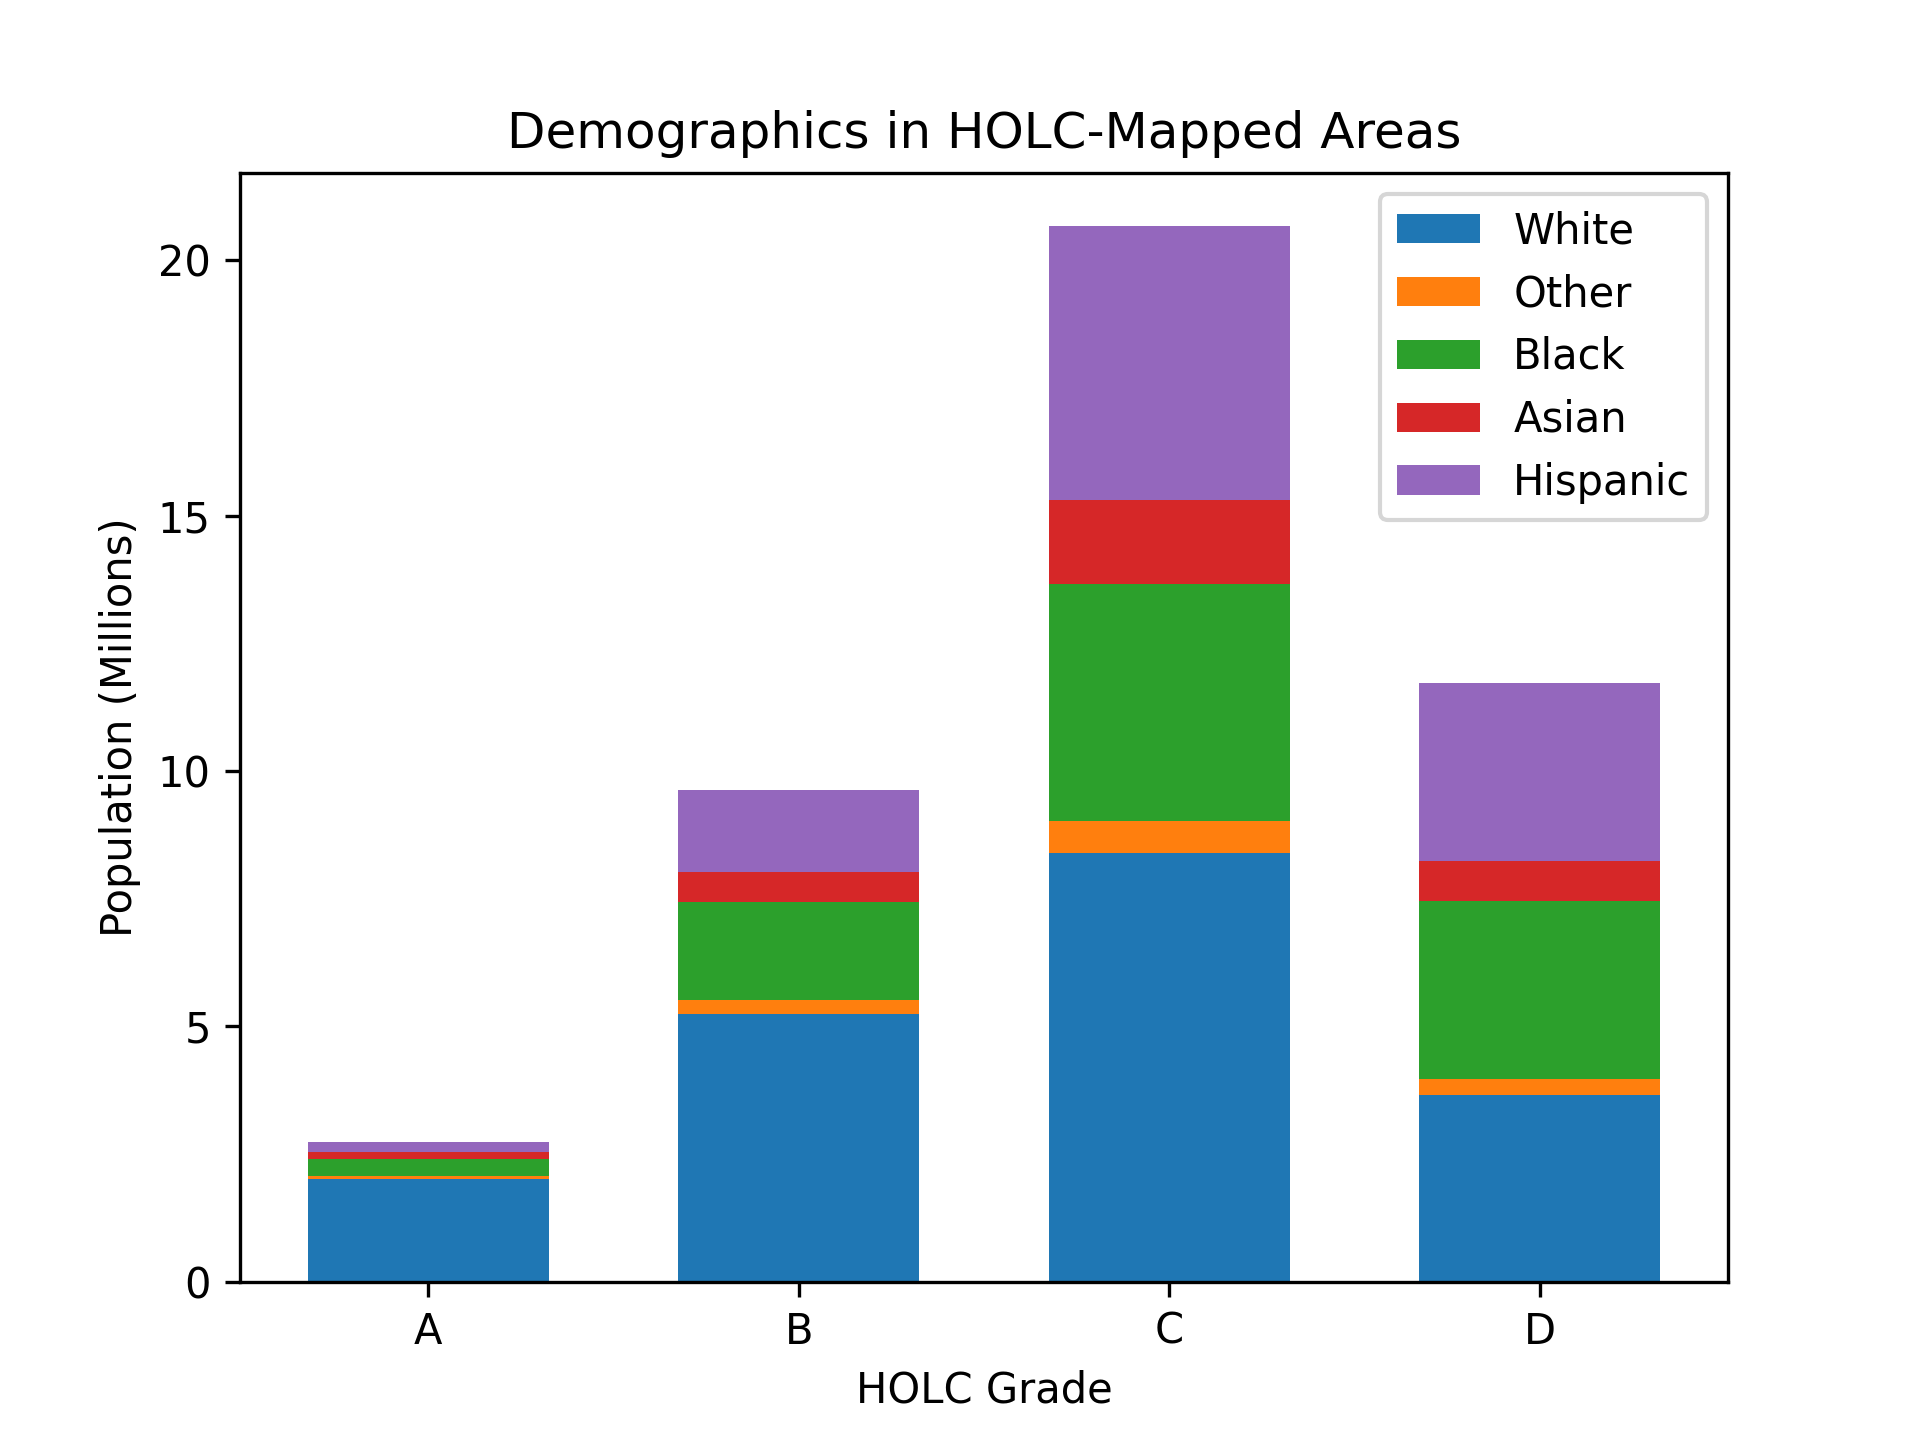 Demographics in HOLC-Mapped Areas
White
Other
Black
Asian
Hispanic
Population (Millions)
20
15
10
5
0
A B C D
HOLC Grade